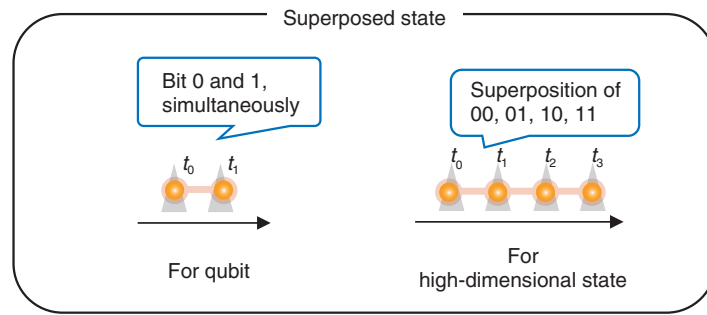 Superposed state
Bit 0 and 1,
simultaneously
Superposition of
00, 01, 10, 11
t0 t1
t0 t1 t2 t3
For qubit
For
high-dimensional state